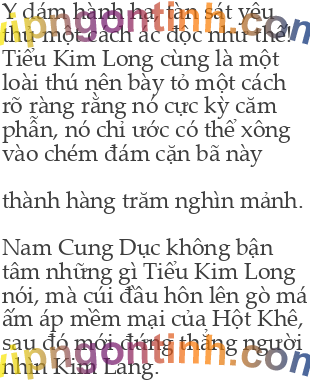 Y dám hành hạ, tàn sát yêu
thú một cách ác độc như thế!
Tiểu Kim Long cùng là một
loài thú nên bày tỏ một cách
rõ ràng rằng nó cực kỳ căm
phẫn, nó chỉ ước có thể xông
vào chém đám cặn bã này
thành hàng trăm nghìn mảnh.
Nam Cung Dục không bận
tâm những gì Tiểu Kim Long
nói, mà cúi đầu hôn lên gò má
ấm áp mềm mại của Hột Khê,
sau đó mới đứng thẳng người
nhìn Kim Lăng.
vipngontinh.com
vipngontinh.com